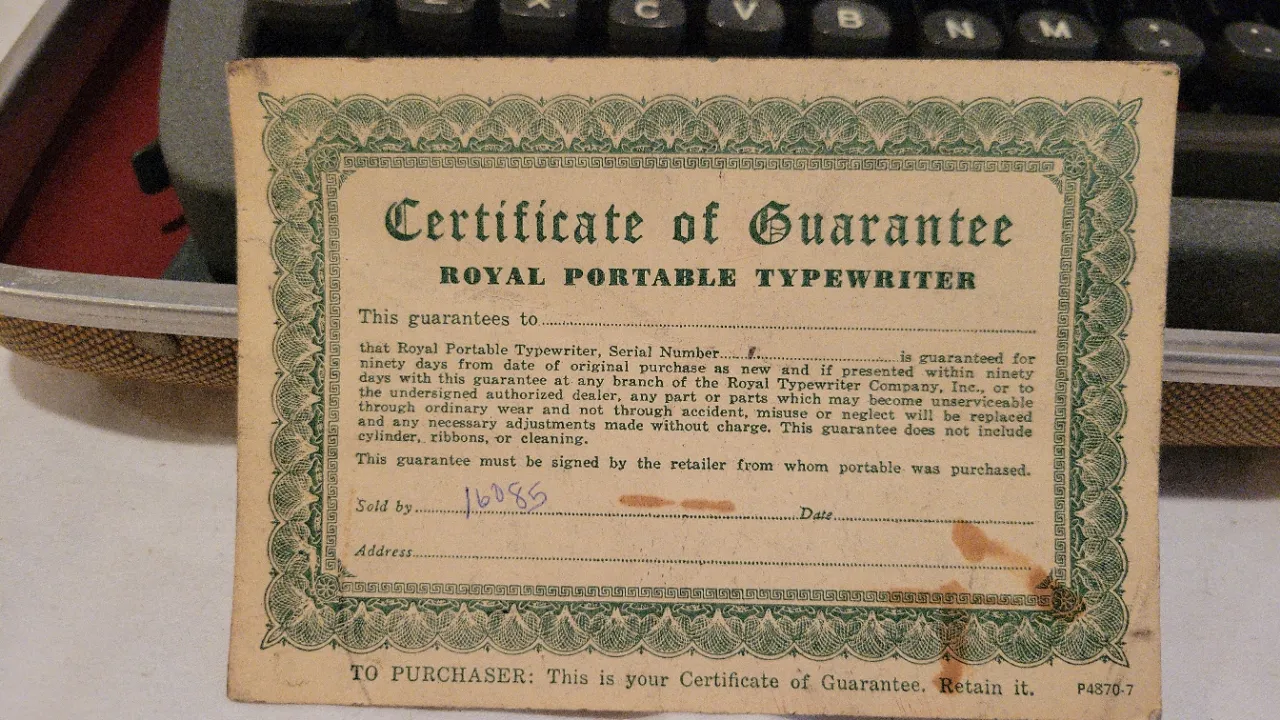 Z X C V B N M
Certificate of Guarantee
ROYAL PORTABLE TYPEWRITER
This guarantees to
that Royal Portable Typewriter, Serial Number is guaranteed for
ninety days from date of original purchase as new and if presented within ninety
days with this guarantee at any branch of the Royal Typewriter Company, Inc., or to
the undersigned authorized dealer, any part or parts which may become unserviceable
through ordinary wear and not through accident, misuse or neglect will be replaced
and any necessary adjustments made without charge. This guarantee does not include
cylinder, ribbons, or cleaning.
This guarantee must be signed by the retailer from whom portable was purchased.
Sold by 16085 Date
Address
TO PURCHASER: This is your Certificate of Guarantee. Retain it. P4870-7